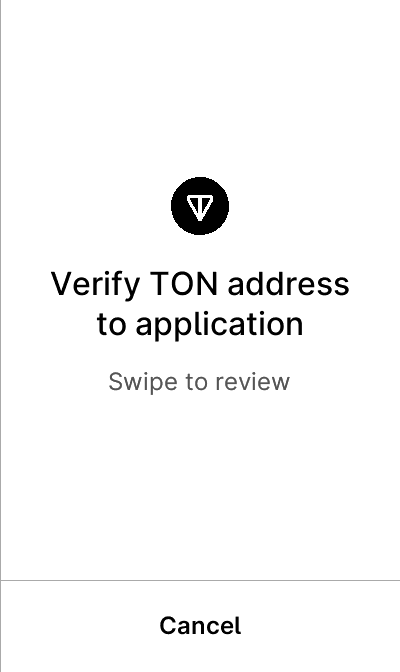 Verify TON address
to application
Swipe to review
Cancel